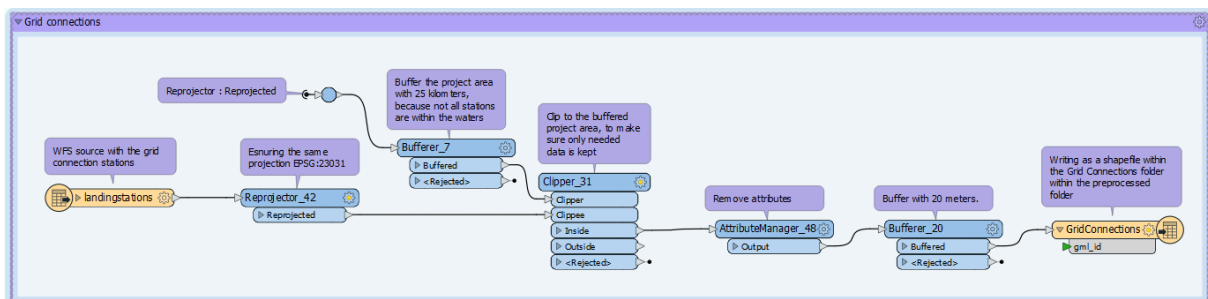 Grid connections
Reprojector : Reprojected
Buffer the project area
with 25 kilomters,
because not all stations
are within the waters
Bufferer_7
Buffered
<Rejected>
WFS source with the grid
connection stations
landingstations
Esnuring the same
projection EPSG:23031
Reprojector_42
Reprojected
Clip to the buffered
project area, to make
sure only needed
data is kept
Clipper_31
Clipper
Clippee
Inside
Outside
<Rejected>
Remove attributes
AttributeManager_48
Output
Buffer with 20 meters.
Bufferer_20
Buffered
<Rejected>
Writing as a shapefile within
the Grid Connections folder
within the preprocessed
folder
GridConnections
gml_id